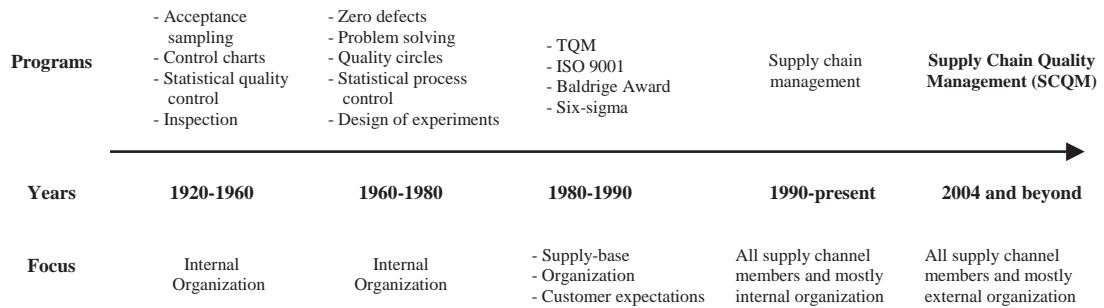 Programs
- Acceptance
sampling
- Control charts
- Statistical quality
control
- Inspection
- Zero defects
- Problem solving
- Quality circles
- Statistical process
control
- Design of experiments
- TQM
- ISO 9001
- Baldrige Award
- Six-sigma
Supply chain
management
Supply Chain Quality
Management (SCQM)
Years
1920-1960
1960-1980
1980-1990
1990-present
2004 and beyond
Focus
Internal
Organization
Internal
Organization
- Supply-base
- Organization
- Customer expectations
All supply channel
members and mostly
internal organization
All supply channel
members and mostly
external organization